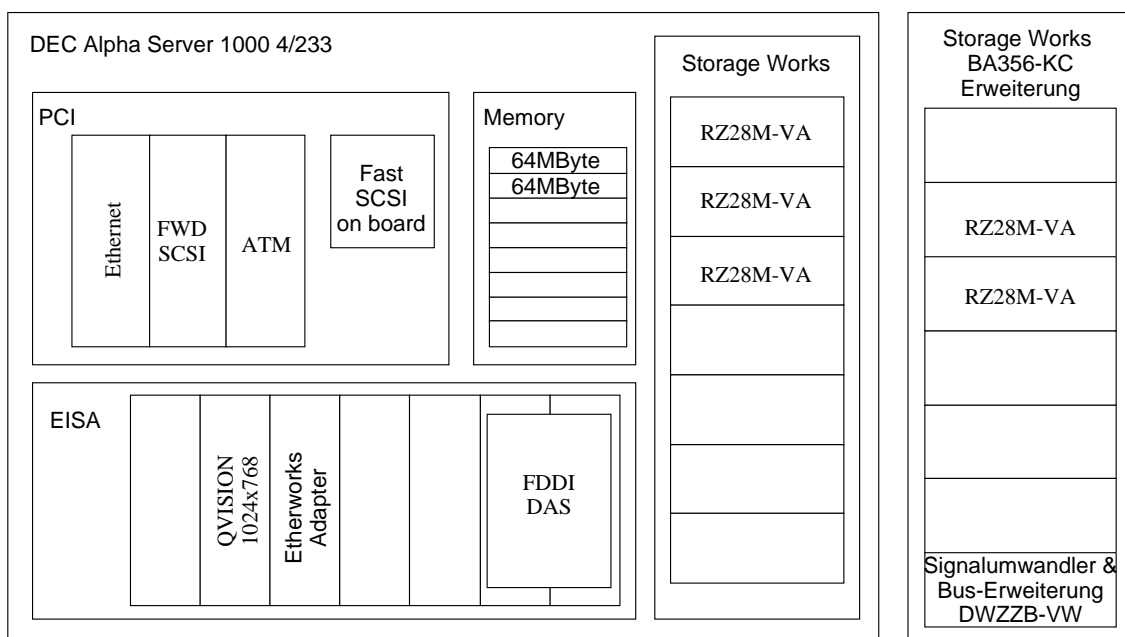 DEC Alpha Server 1000 4/233
PCI
Ethernet
FWD
SCSI
ATM
Fast
SCSI
on board
Memory
64MByte
64MByte
EISA
QVISION
1024x768
Etherworks
Adapter
FDDI
DAS
Storage Works
RZ28M-VA
RZ28M-VA
RZ28M-VA
Storage Works
BA356-KC
Erweiterung
RZ28M-VA
RZ28M-VA
Signalumwandler &
Bus-Erweiterung
DWZZB-VW